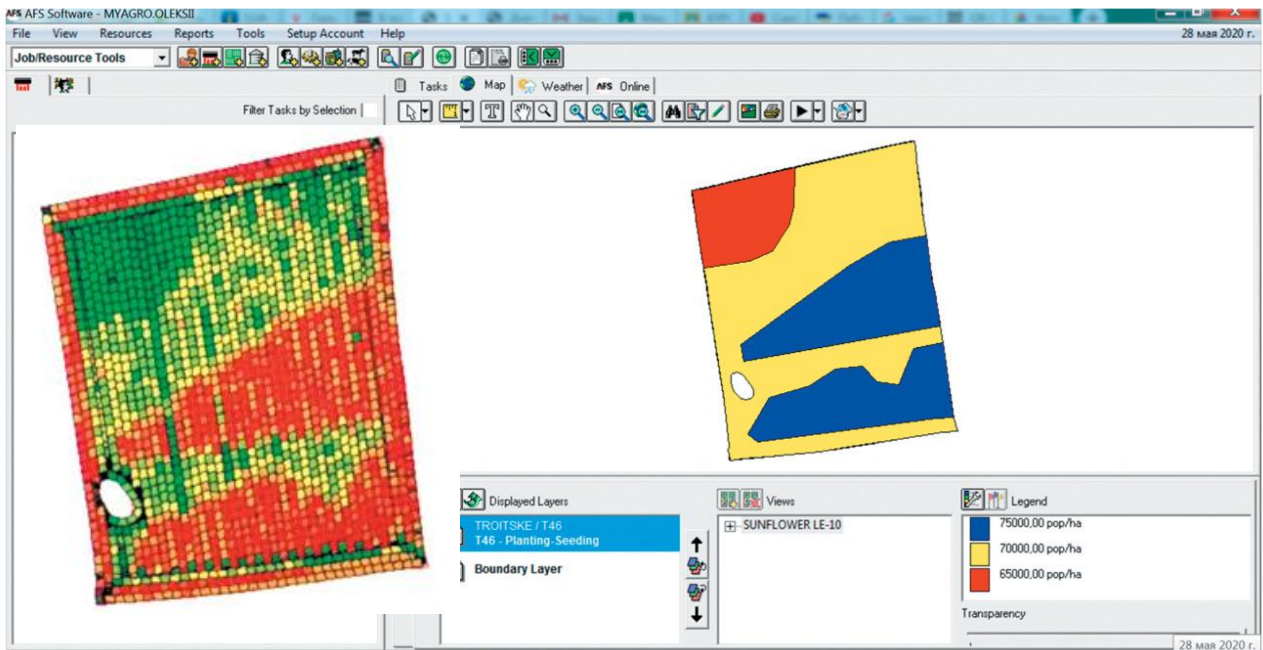 AFS AFS Software - MYAGRO.OLEKSII
File View Resources Reports Tools Setup Account Help
28 мая 2020 г.
Job/Resource Tools
Tasks Map Weather AFS Online
Filter Tasks by Selection
T
Displayed Layers
TROITSKE / T46
T46 - Planting-Seeding
Boundary Layer
Views
SUNFLOWER LE-10
Legend
75000,00 pop/ha
70000,00 pop/ha
65000,00 pop/ha
Transparency
28 мая 2020 г.